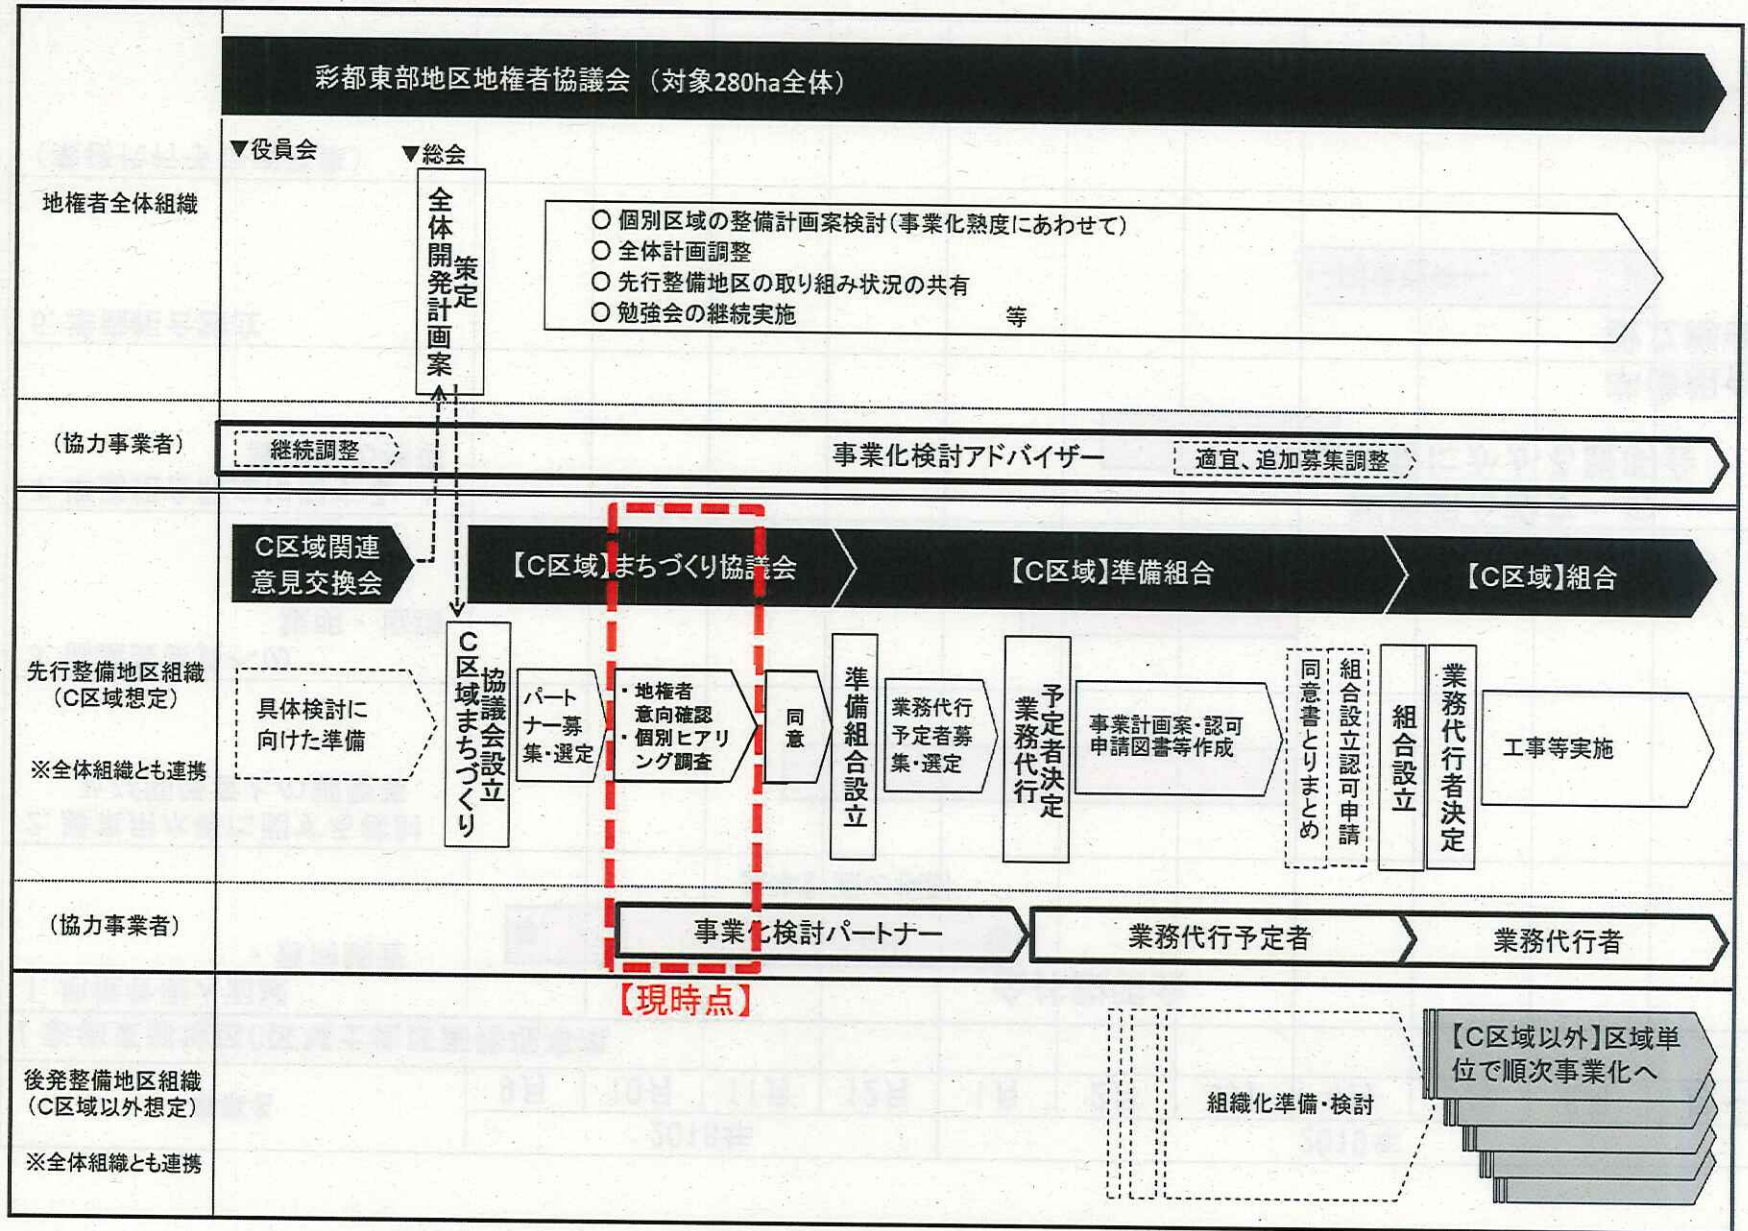 彩都東部地区地権者協議会（対象280ha全体）
▼役員会
▼総会
地権者全体組織
全体開発計画案
策定
○ 個別区域の整備計画案検討（事業化熟度にあわせて）
○ 全体計画調整
○ 先行整備地区の取り組み状況の共有
○ 勉強会の継続実施　等
（協力事業者）
継続調整
事業化検討アドバイザー
適宜、追加募集調整
C区域関連
意見交換会
【C区域】まちづくり協議会
【C区域】準備組合
【C区域】組合
先行整備地区組織
（C区域想定）
※全体組織とも連携
具体検討に
向けた準備
C区域まちづくり
協議会設立
パート
ナー募
集・選定
・地権者
意向確認
・個別ヒアリ
ング調査
同意
準備組合設立
業務代行
予定者募
集・選定
業務代行
予定者決定
事業計画案・認可
申請図書等作成
同意書とりまとめ
組合設立認可申請
組合設立
業務代行者決定
工事等実施
（協力事業者）
事業化検討パートナー
業務代行予定者
業務代行者
【現時点】
後発整備地区組織
（C区域以外想定）
※全体組織とも連携
組織化準備・検討
【C区域以外】区域単
位で順次事業化へ